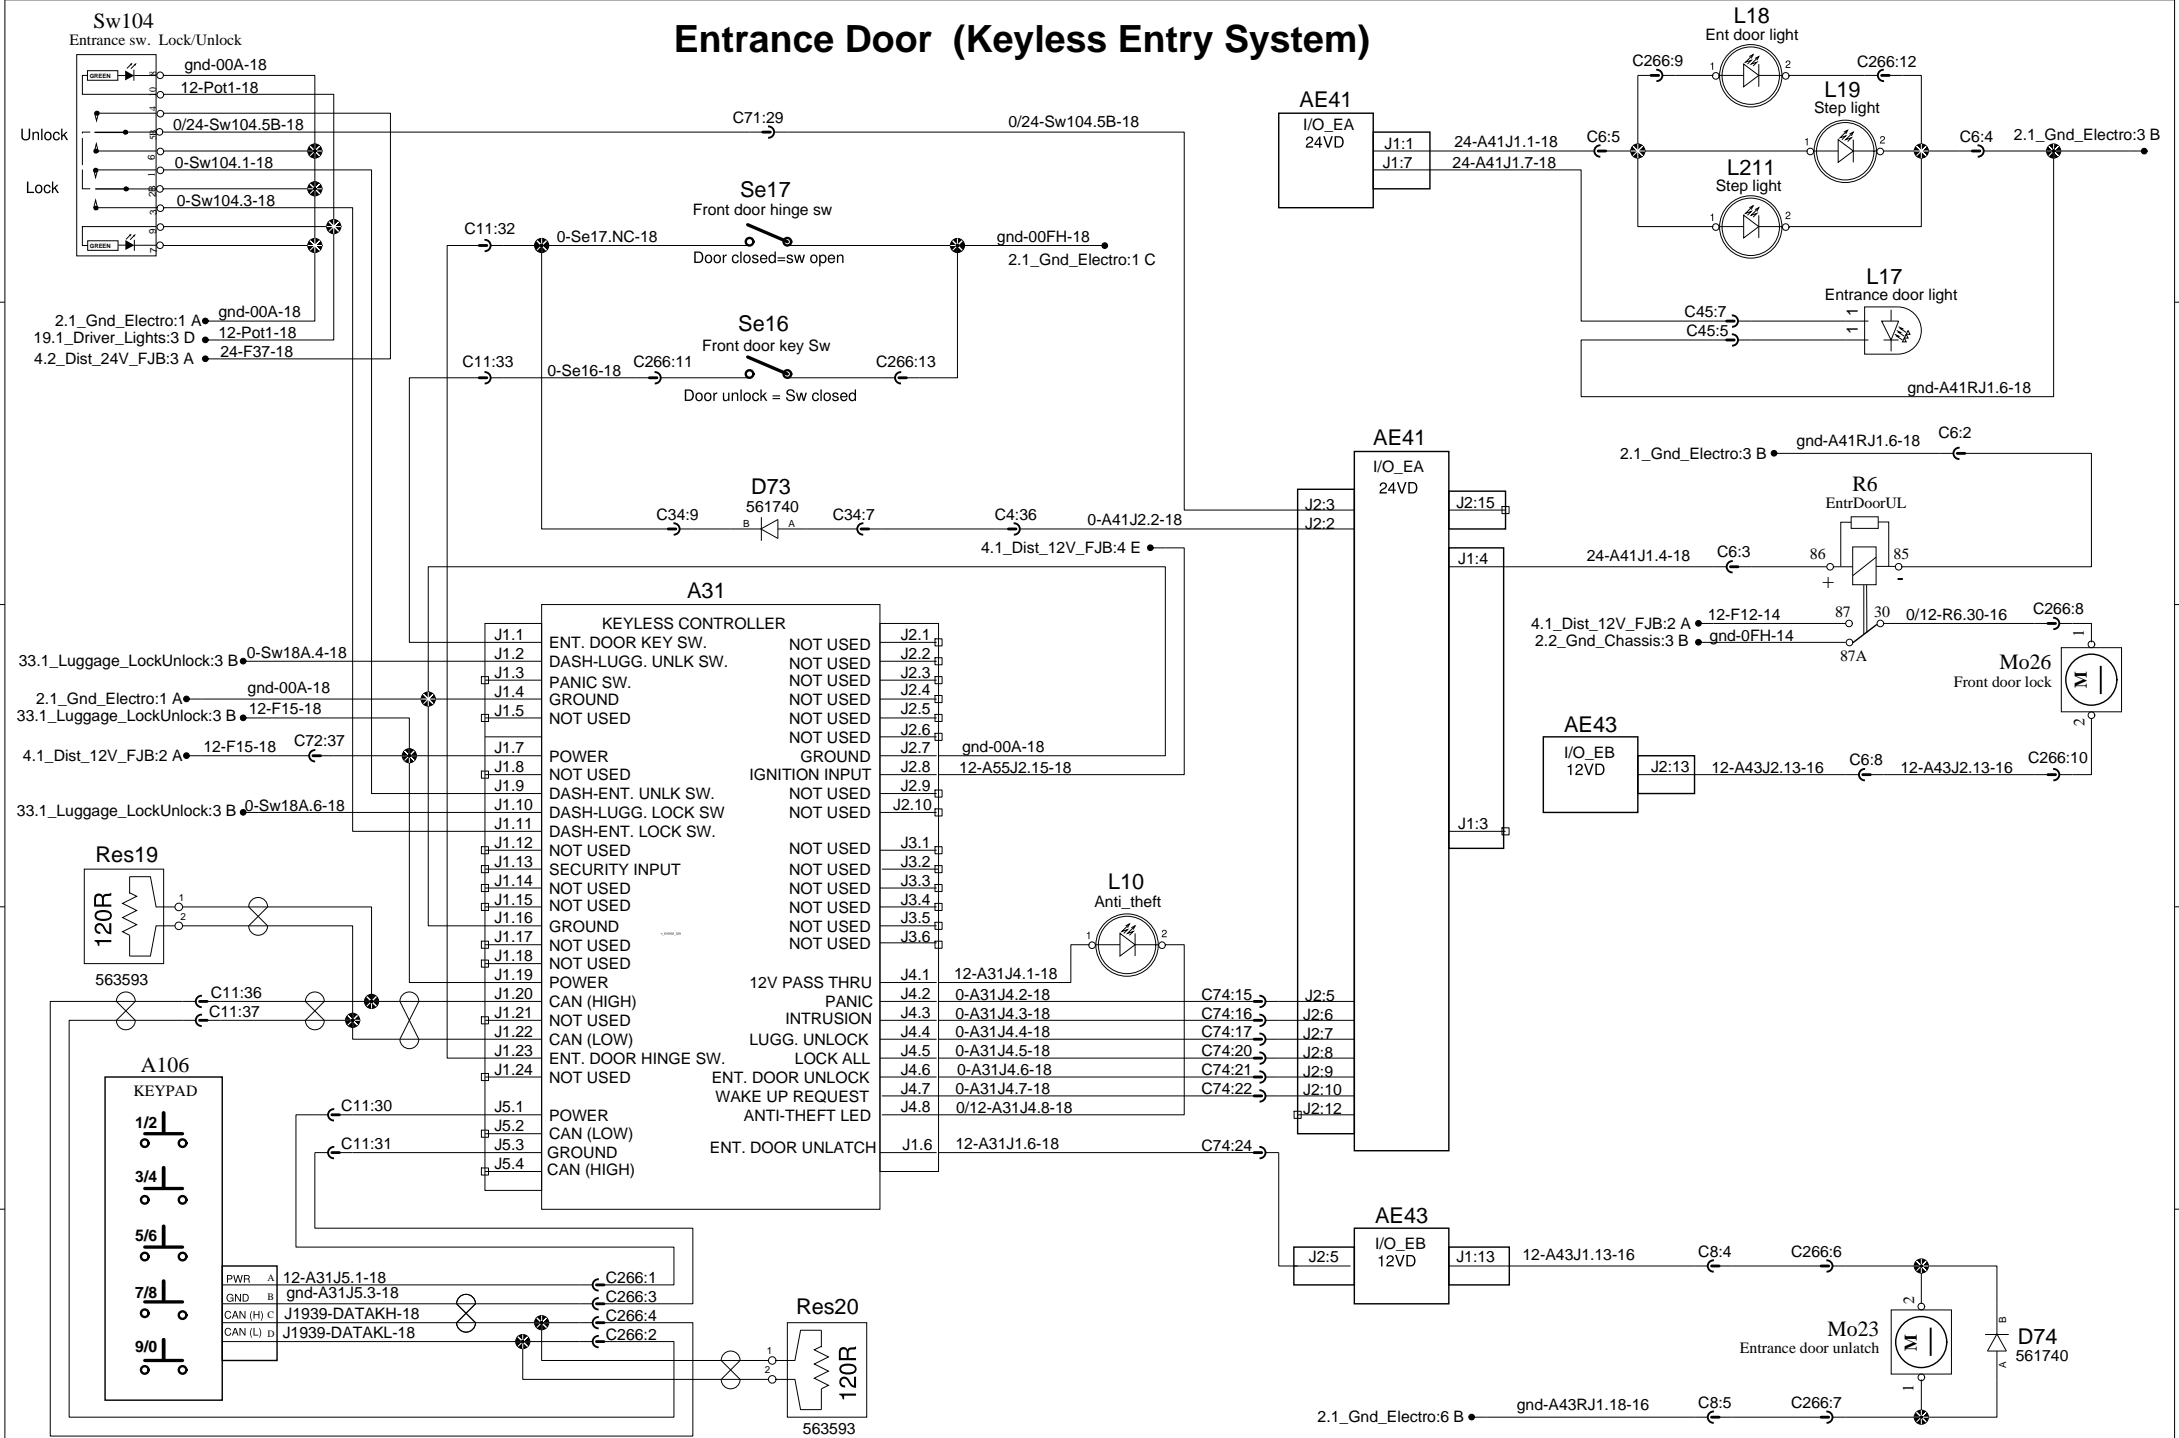 Entrance Door (Keyless Entry System)
Sw104
Entrance sw. Lock/Unlock
GREEN
gnd-00A-18
12-Pot1-18
Unlock
0/24-Sw104.5B-18
C71:29
0/24-Sw104.5B-18
0-Sw104.1-18
Lock
0-Sw104.3-18
GREEN
8
0
4
5B
6
1
2B
3
9
7
2.1_Gnd_Electro:1 A
gnd-00A-18
19.1_Driver_Lights:3 D
12-Pot1-18
4.2_Dist_24V_FJB:3 A
24-F37-18
Se17
Front door hinge sw
C11:32
0-Se17.NC-18
gnd-00FH-18
Door closed=sw open
2.1_Gnd_Electro:1 C
Se16
Front door key Sw
C11:33
0-Se16-18
C266:11
C266:13
Door unlock = Sw closed
D73
561740
C34:9
B
A
C34:7
C4:36
0-A41J2.2-18
4.1_Dist_12V_FJB:4 E
AE41
I/O_EA
24VD
J1:1
24-A41J1.1-18
C6:5
J1:7
24-A41J1.7-18
L18
Ent door light
C266:9
1
2
C266:12
L19
Step light
1
2
C6:4
2.1_Gnd_Electro:3 B
L211
Step light
1
2
L17
Entrance door light
C45:7
1
C45:5
1
gnd-A41RJ1.6-18
AE41
I/O_EA
24VD
J2:3
J2:2
J2:15
J1:4
J1:3
J2:5
J2:6
J2:7
J2:8
J2:9
J2:10
J2:12
2.1_Gnd_Electro:3 B
gnd-A41RJ1.6-18
C6:2
R6
EntrDoorUL
24-A41J1.4-18
C6:3
86
85
+
-
4.1_Dist_12V_FJB:2 A
12-F12-14
87
30
0/12-R6.30-16
C266:8
2.2_Gnd_Chassis:3 B
gnd-0FH-14
87A
1
Mo26
Front door lock
M
2
AE43
I/O_EB
12VD
J2:13
12-A43J2.13-16
C6:8
12-A43J2.13-16
C266:10
A31
KEYLESS CONTROLLER
J1.1
ENT. DOOR KEY SW.
J1.2
DASH-LUGG. UNLK SW.
J1.3
PANIC SW.
J1.4
GROUND
J1.5
NOT USED
J1.7
POWER
J1.8
NOT USED
J1.9
DASH-ENT. UNLK SW.
J1.10
DASH-LUGG. LOCK SW
J1.11
DASH-ENT. LOCK SW.
J1.12
NOT USED
J1.13
SECURITY INPUT
J1.14
NOT USED
J1.15
NOT USED
J1.16
GROUND
J1.17
NOT USED
J1.18
NOT USED
J1.19
POWER
J1.20
CAN (HIGH)
J1.21
NOT USED
J1.22
CAN (LOW)
J1.23
ENT. DOOR HINGE SW.
J1.24
NOT USED
J5.1
POWER
J5.2
CAN (LOW)
J5.3
GROUND
J5.4
CAN (HIGH)
NOT USED
J2.1
NOT USED
J2.2
NOT USED
J2.3
NOT USED
J2.4
NOT USED
J2.5
NOT USED
J2.6
GROUND
J2.7
gnd-00A-18
IGNITION INPUT
J2.8
12-A55J2.15-18
NOT USED
J2.9
NOT USED
J2.10
NOT USED
J3.1
NOT USED
J3.2
NOT USED
J3.3
NOT USED
J3.4
NOT USED
J3.5
NOT USED
J3.6
12V PASS THRU
J4.1
12-A31J4.1-18
PANIC
J4.2
0-A31J4.2-18
C74:15
INTRUSION
J4.3
0-A31J4.3-18
C74:16
LUGG. UNLOCK
J4.4
0-A31J4.4-18
C74:17
LOCK ALL
J4.5
0-A31J4.5-18
C74:20
ENT. DOOR UNLOCK
J4.6
0-A31J4.6-18
C74:21
WAKE UP REQUEST
J4.7
0-A31J4.7-18
C74:22
ANTI-THEFT LED
J4.8
0/12-A31J4.8-18
ENT. DOOR UNLATCH
J1.6
12-A31J1.6-18
C74:24
L10
Anti_theft
1
2
33.1_Luggage_LockUnlock:3 B
0-Sw18A.4-18
2.1_Gnd_Electro:1 A
gnd-00A-18
33.1_Luggage_LockUnlock:3 B
12-F15-18
4.1_Dist_12V_FJB:2 A
12-F15-18
C72:37
33.1_Luggage_LockUnlock:3 B
0-Sw18A.6-18
Res19
120R
1
2
563593
C11:36
C11:37
A106
KEYPAD
1/2
3/4
5/6
7/8
9/0
C11:30
C11:31
PWR A
12-A31J5.1-18
C266:1
GND B
gnd-A31J5.3-18
C266:3
CAN (H) C
J1939-DATAKH-18
C266:4
CAN (L) D
J1939-DATAKL-18
C266:2
Res20
1
2
120R
563593
AE43
I/O_EB
12VD
J2:5
J1:13
12-A43J1.13-16
C8:4
C266:6
2
B
Mo23
Entrance door unlatch
M
D74
561740
1
A
2.1_Gnd_Electro:6 B
gnd-A43RJ1.18-16
C8:5
C266:7